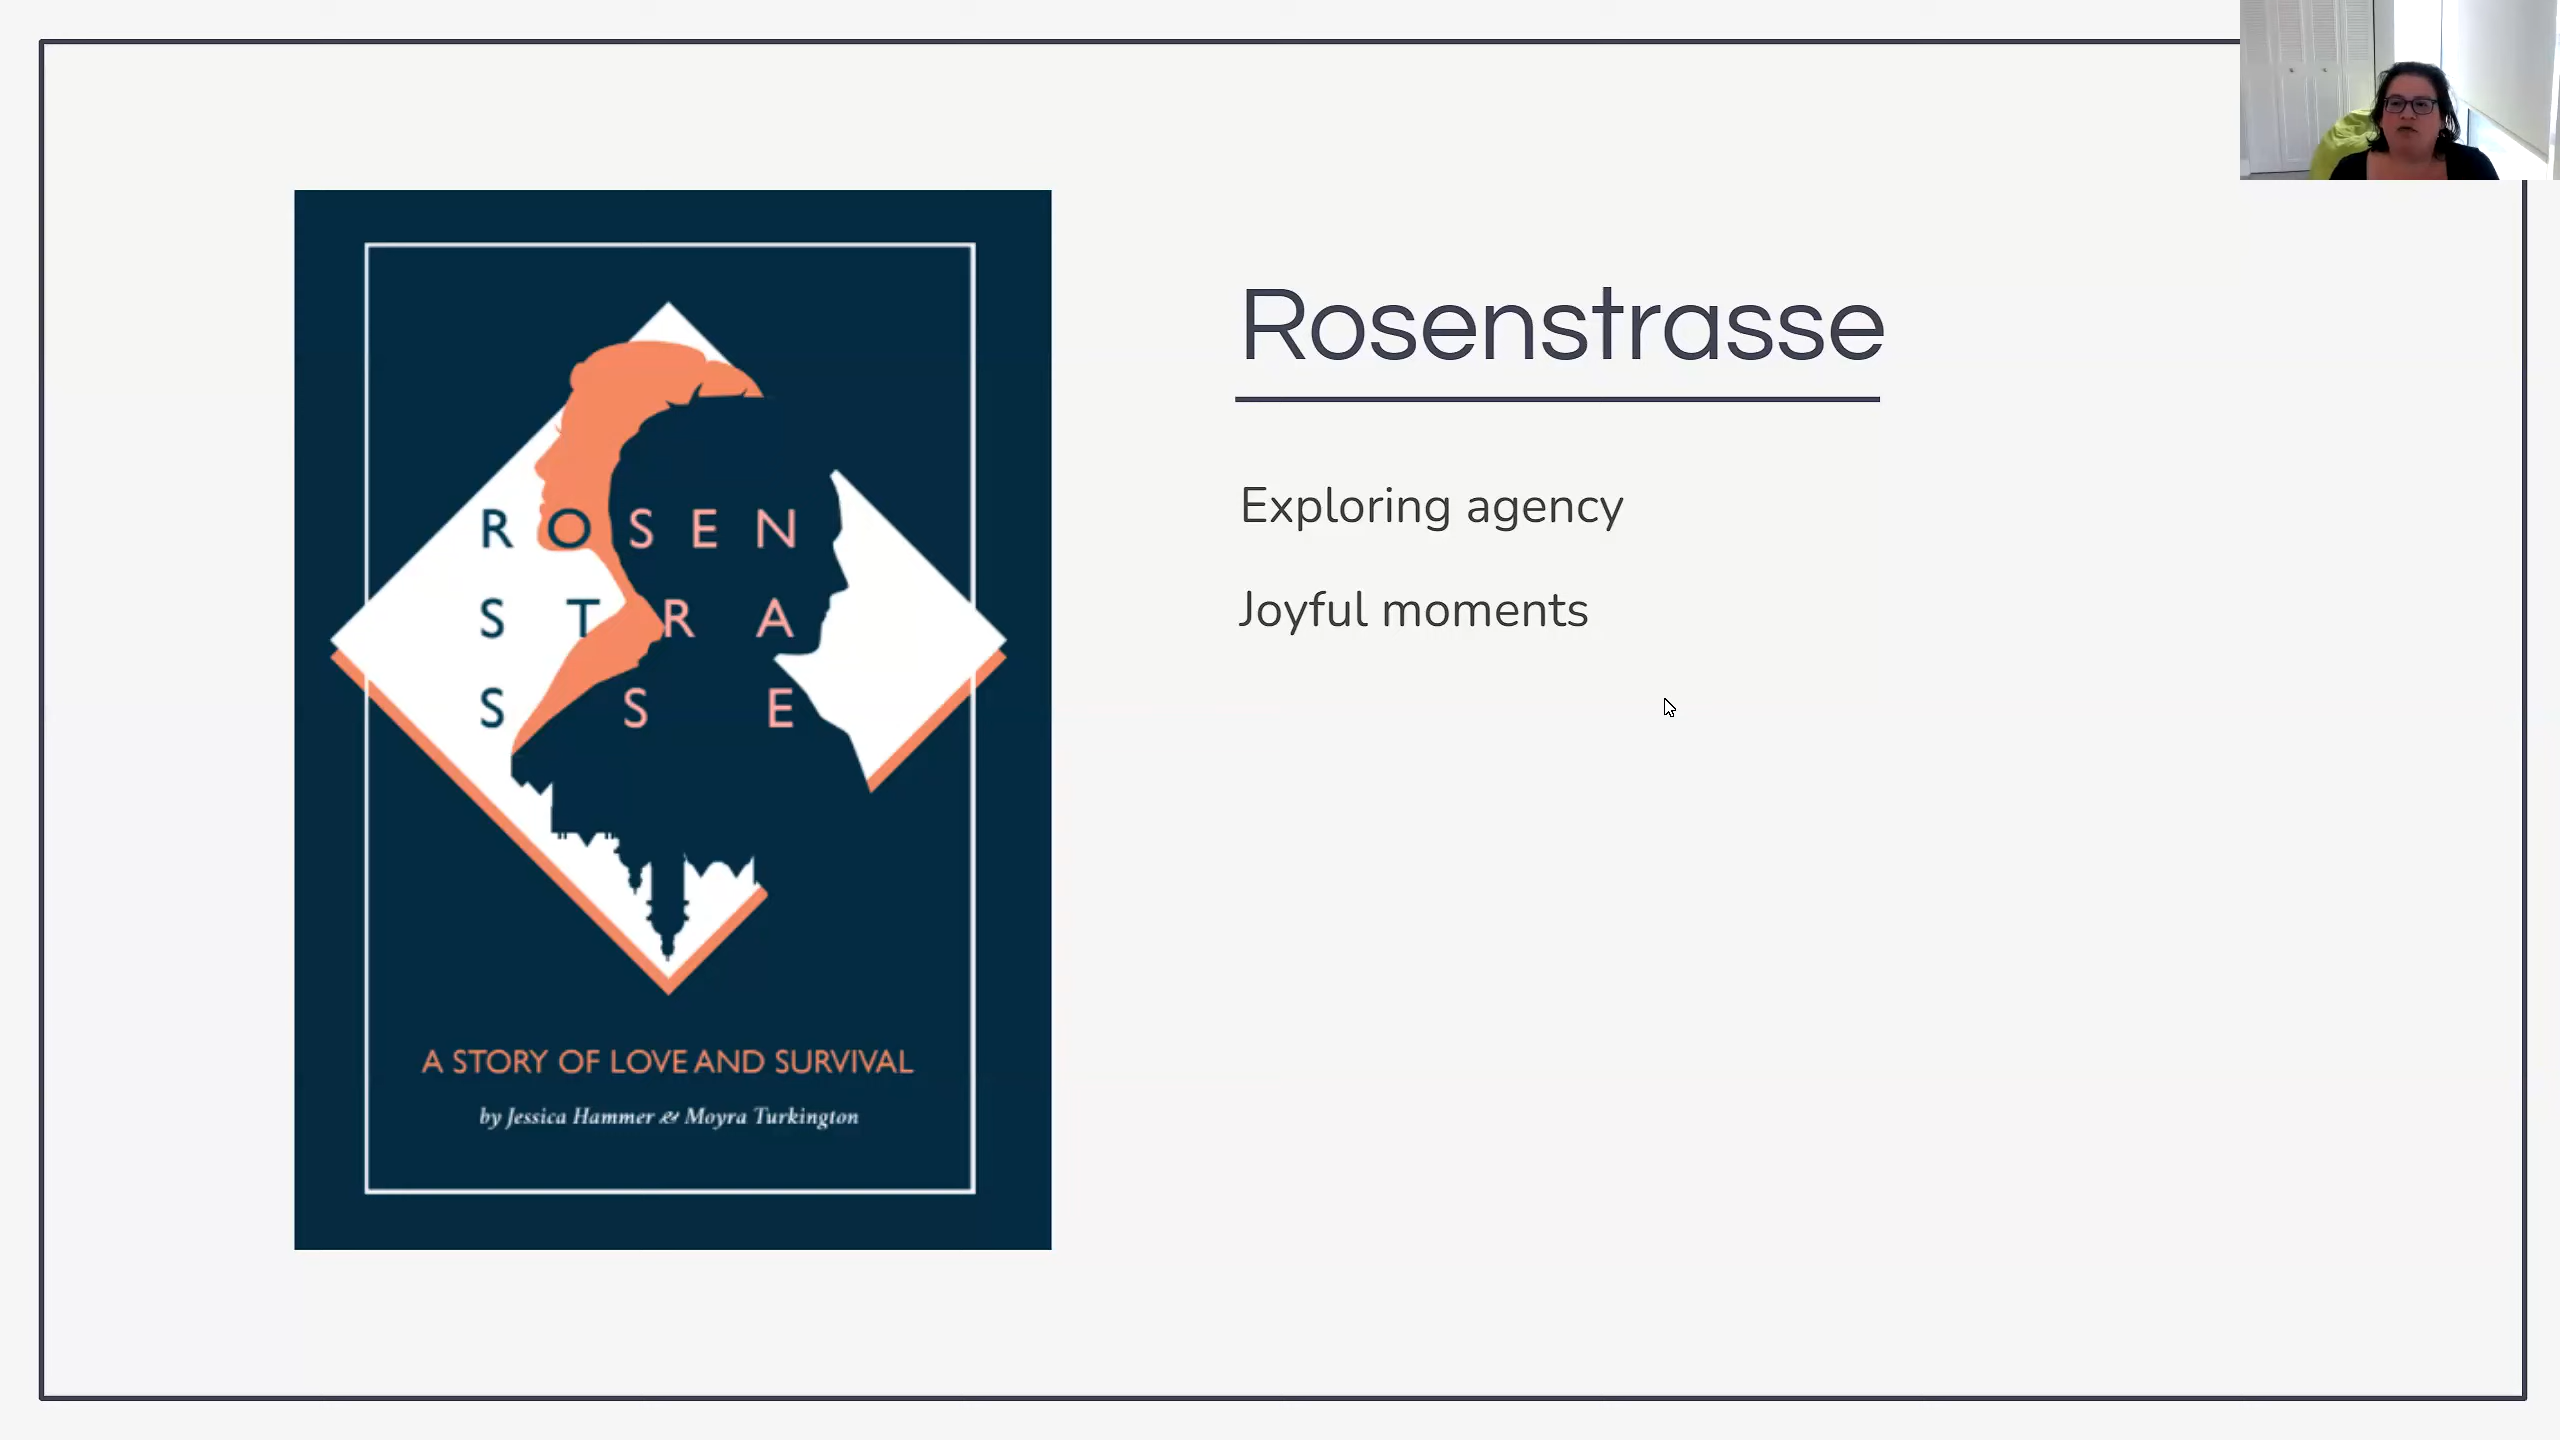 ROSEN
STRA
SSE
A STORY OF LOVE AND SURVIVAL
by Jessica Hammer & Moyra Turkington
Rosenstrasse
Exploring agency
Joyful moments